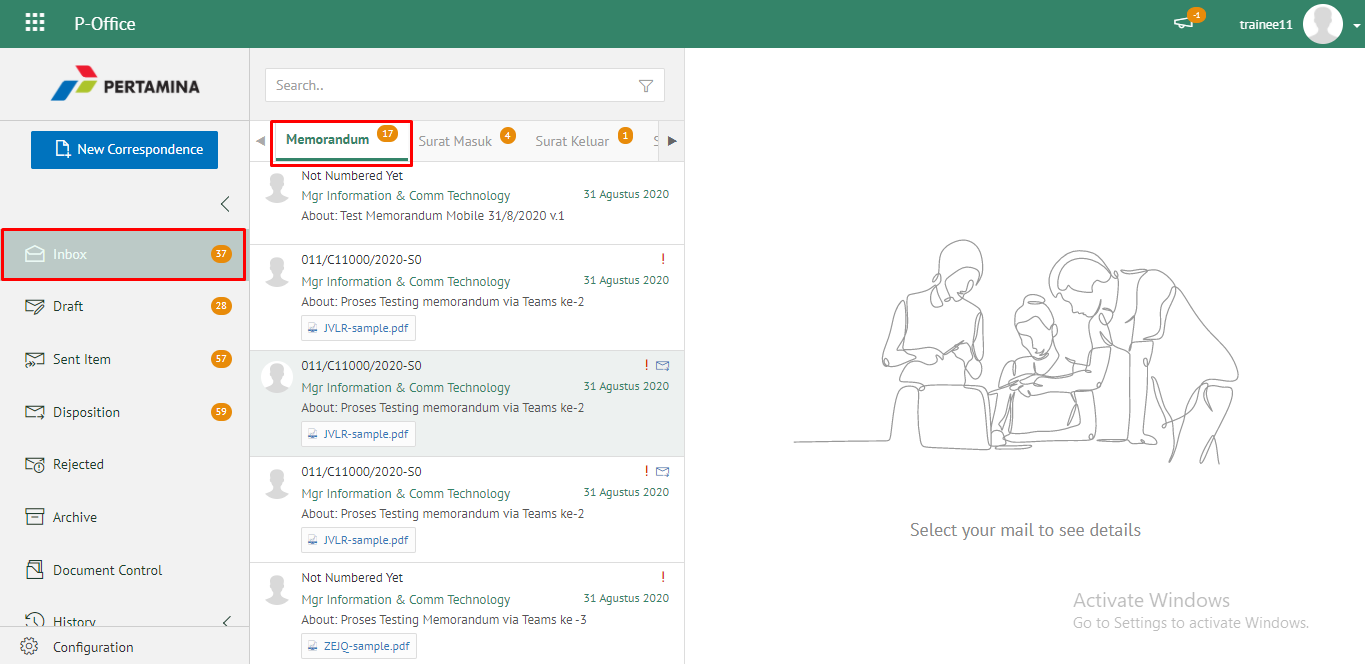 P-Office
-1
trainee11
PERTAMINA
New Correspondence
Inbox 37
Draft 28
Sent Item 57
Disposition 59
Rejected
Archive
Document Control
History
Configuration
Search..
Memorandum 17
Surat Masuk 4
Surat Keluar 1
S
Not Numbered Yet
Mgr Information & Comm Technology 31 Agustus 2020
About: Test Memorandum Mobile 31/8/2020 v.1
011/C11000/2020-S0 !
Mgr Information & Comm Technology 31 Agustus 2020
About: Proses Testing memorandum via Teams ke-2
JVLR-sample.pdf
011/C11000/2020-S0 !
Mgr Information & Comm Technology 31 Agustus 2020
About: Proses Testing memorandum via Teams ke-2
JVLR-sample.pdf
011/C11000/2020-S0 !
Mgr Information & Comm Technology 31 Agustus 2020
About: Proses Testing memorandum via Teams ke-2
JVLR-sample.pdf
Not Numbered Yet !
Mgr Information & Comm Technology 31 Agustus 2020
About: Proses Testing Memorandum via Teams ke -3
ZEJQ-sample.pdf
Select your mail to see details
Activate Windows
Go to Settings to activate Windows.